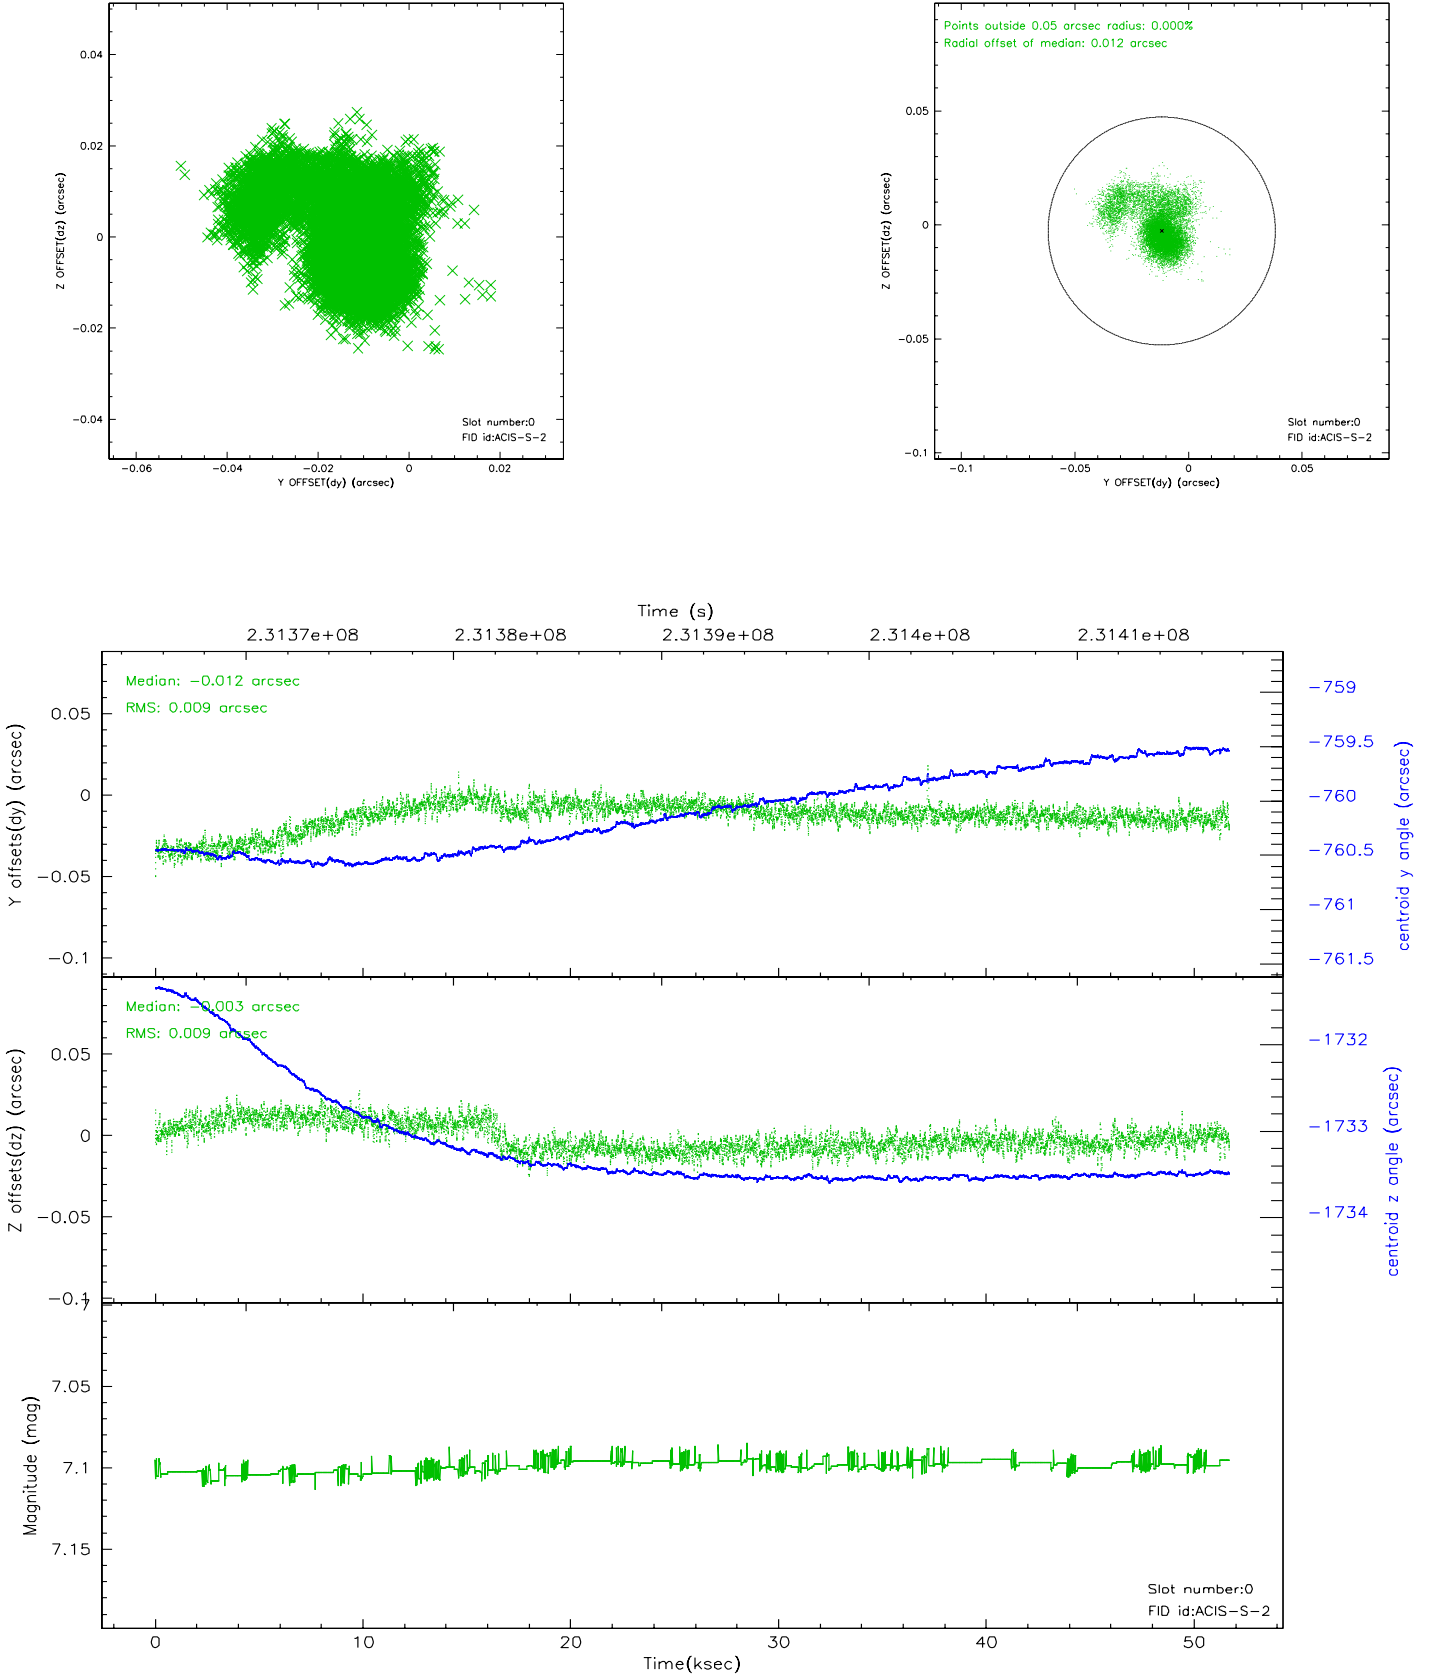 0.04
0.02
0
−0.02
−0.04
Z OFFSET(dz) (arcsec)
Slot number:0
FID id:ACIS−S−2
−0.06
−0.04
−0.02
0
0.02
Y OFFSET(dy) (arcsec)
Points outside 0.05 arcsec radius: 0.000%
Radial offset of median: 0.012 arcsec
0.05
0
−0.05
−0.1
Z OFFSET(dz) (arcsec)
Slot number:0
FID id:ACIS−S−2
−0.1
−0.05
0
0.05
Y OFFSET(dy) (arcsec)
Time (s)
2.3137e+08
2.3138e+08
2.3139e+08
2.314e+08
2.3141e+08
Median: −0.012 arcsec
RMS: 0.009 arcsec
0.05
0
−0.05
−0.1
Y offsets(dy) (arcsec)
−759
−759.5
−760
−760.5
−761
−761.5
centroid y angle (arcsec)
Median: −0.003 arcsec
RMS: 0.009 arcsec
0.05
0
−0.05
−0.1
Z offsets(dz) (arcsec)
−1732
−1733
−1734
centroid z angle (arcsec)
7
7.05
7.1
7.15
Magnitude (mag)
Slot number:0
FID id:ACIS−S−2
0
10
20
30
40
50
Time(ksec)